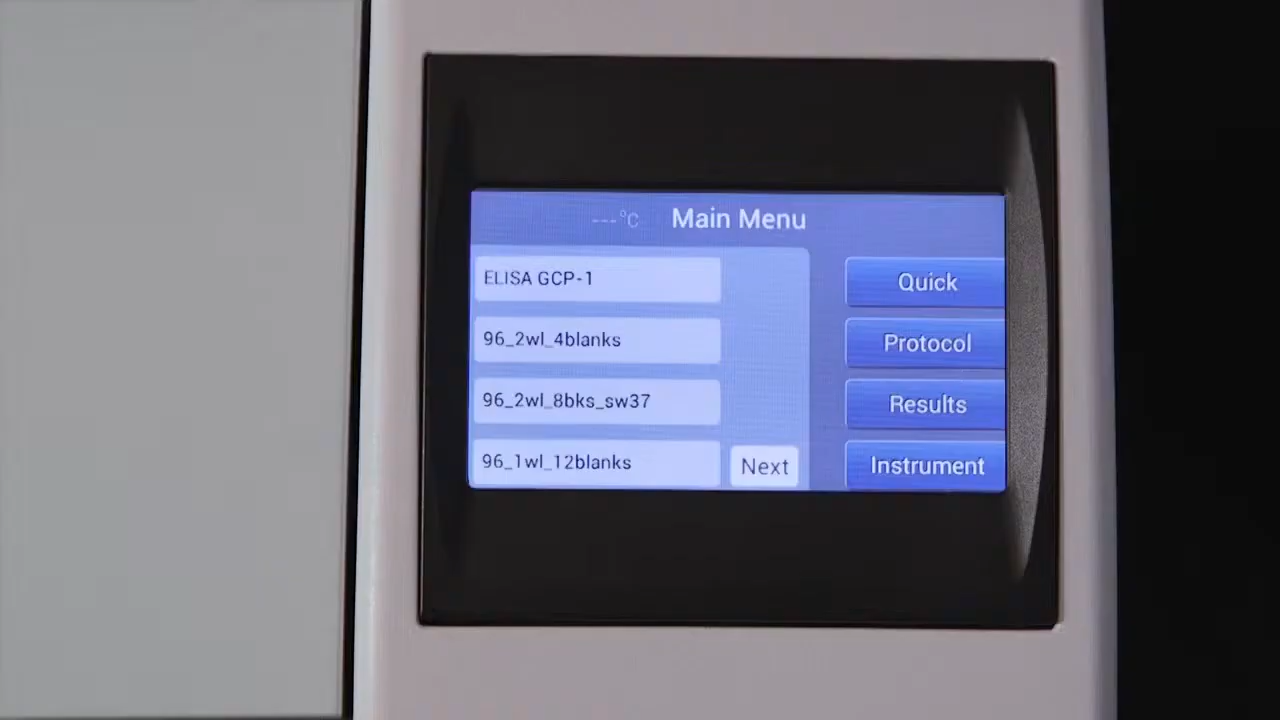 ---°C Main Menu
ELISA GCP-1
96_2wl_4blanks
96_2wl_8bks_sw37
96_1wl_12blanks
Next
Quick
Protocol
Results
Instrument